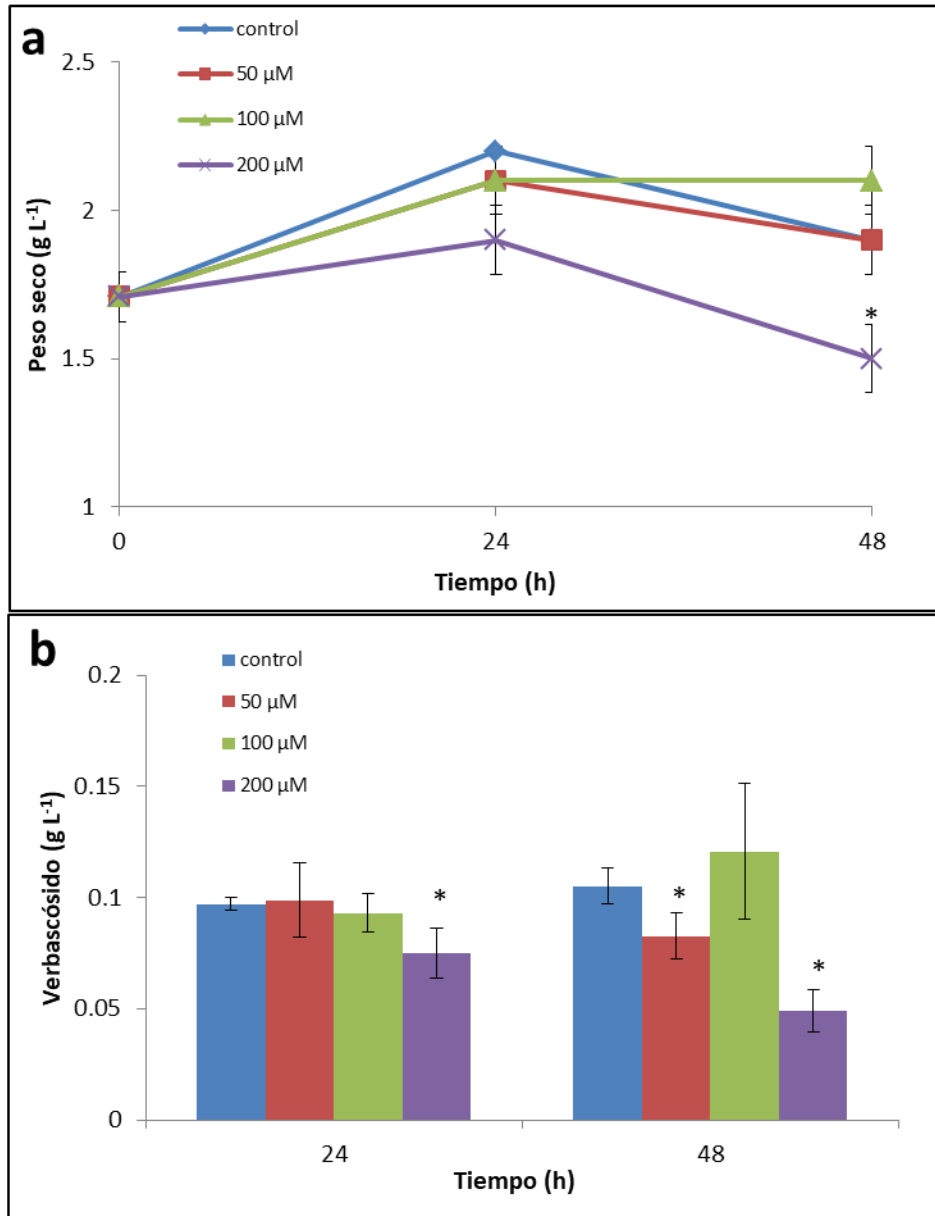 a
control
50 µM
100 µM
200 µM
2.5
2
1.5
1
Peso seco (g L-1)
*
0 24 48
Tiempo (h)
b
control
50 µM
100 µM
200 µM
0.2
0.15
0.1
0.05
0
Verbascósido (g L-1)
* * *
24 48
Tiempo (h)